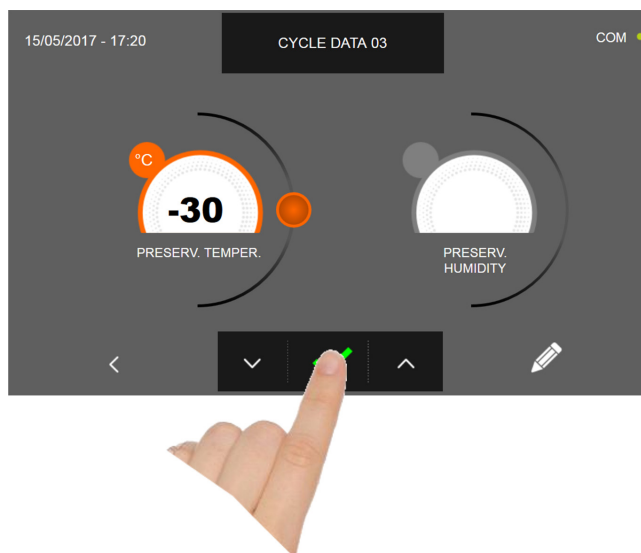 15/05/2017 - 17:20
CYCLE DATA 03
COM
°C
-30
PRESERV. TEMPER.
PRESERV.
HUMIDITY